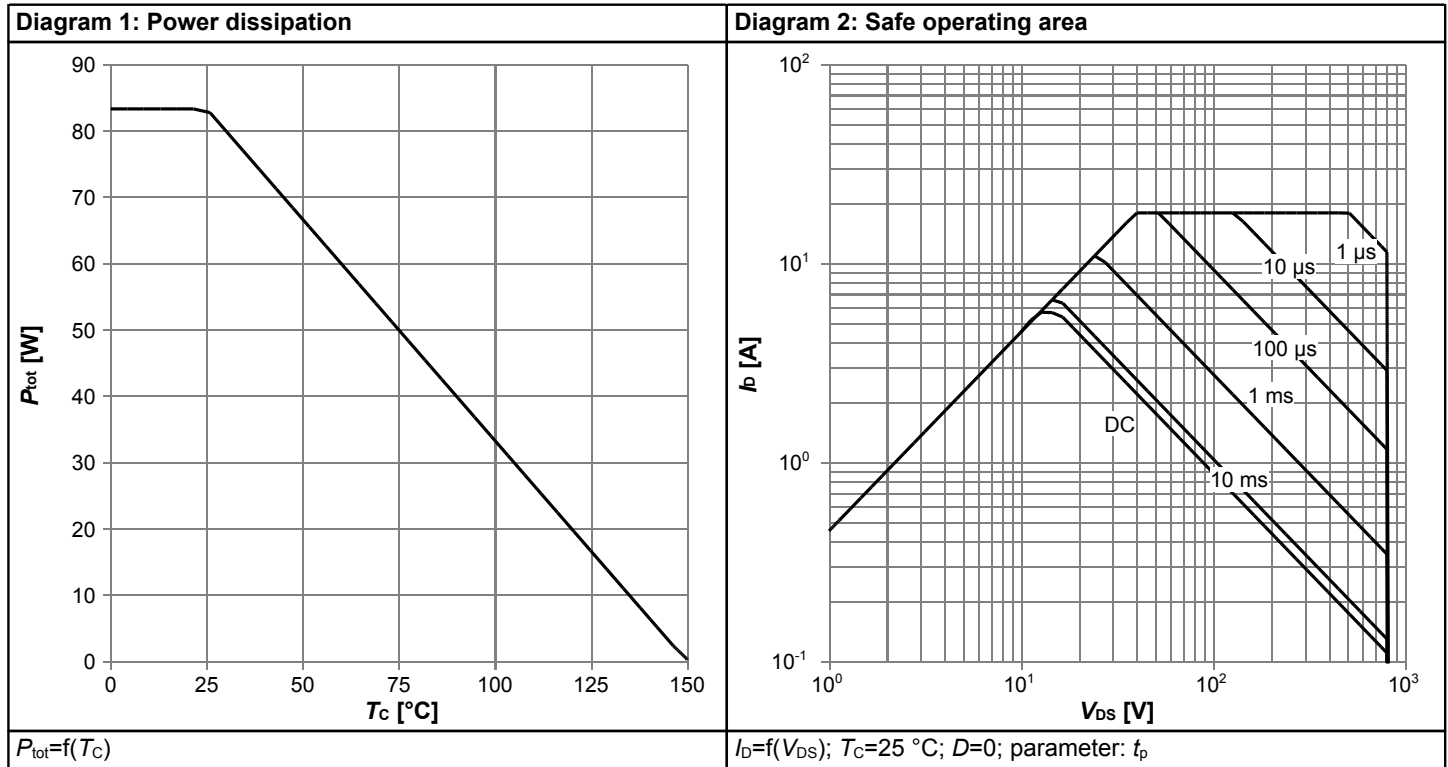 Diagram 1: Power dissipation
90
80
70
60
50
40
30
20
10
0
Ptot [W]
0 25 50 75 100 125 150
TC [°C]
Ptot=f(TC)
Diagram 2: Safe operating area
10²
10¹
10⁰
10⁻¹
ID [A]
1 µs
10 µs
100 µs
1 ms
DC
10 ms
10⁰ 10¹ 10² 10³
VDS [V]
ID=f(VDS); TC=25 °C; D=0; parameter: tp